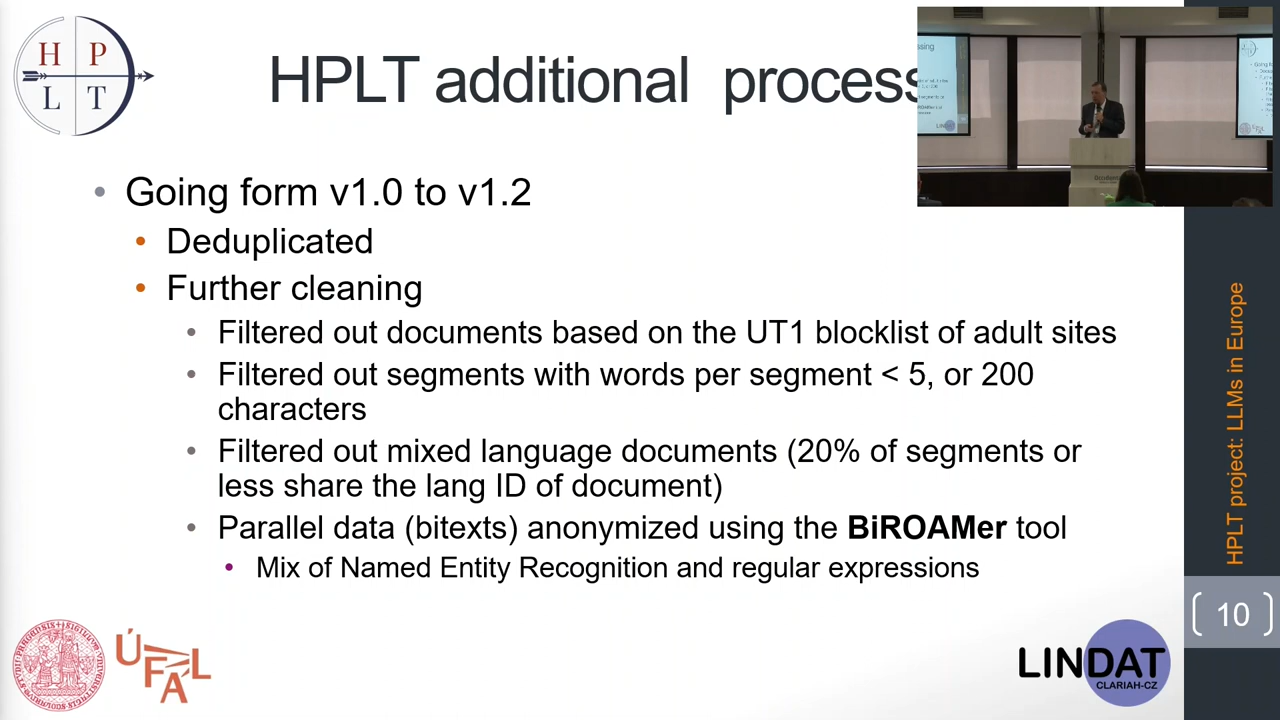 H P
L T
HPLT additional process
Going form v1.0 to v1.2
Deduplicated
Further cleaning
Filtered out documents based on the UT1 blocklist of adult sites
Filtered out segments with words per segment < 5, or 200
characters
Filtered out mixed language documents (20% of segments or
less share the lang ID of document)
Parallel data (bitexts) anonymized using the BiROAMer tool
Mix of Named Entity Recognition and regular expressions
HPLT project: LLMs in Europe
10
ÚFAL
LINDAT
CLARIAH-CZ